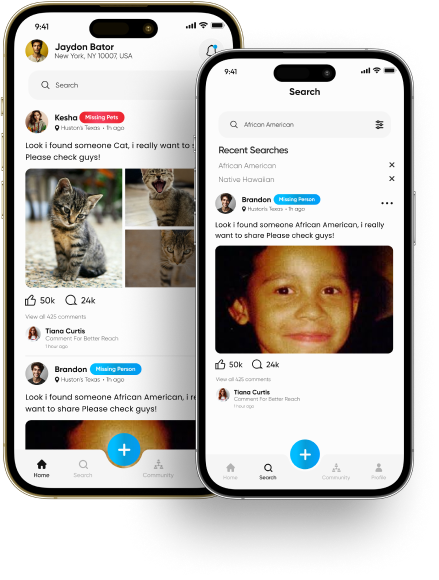 9:41
Jaydon Bator
New York, NY 10007, USA
Search
Kesha Missing Pets
Huston's Texas • 1h ago
Look i found someone Cat, i really want to
Please check guys!
50k 24k
View all 425 comments
Tiana Curtis
Comment For Better Reach
1 hour ago
Brandon Missing Person
Huston's Texas • 1h ago
Look i found someone African American, i
want to share Please check guys!
+
Home Search Community
9:41
Search
African American
Recent Searches
African American
Native Hawaiian
Brandon Missing Person
Huston's Texas • 1h ago
Look i found someone African American, i really
want to share Please check guys!
50k 24k
View all 425 comments
Tiana Curtis
Comment For Better Reach
1 hour ago
+
Home Search Community Profile